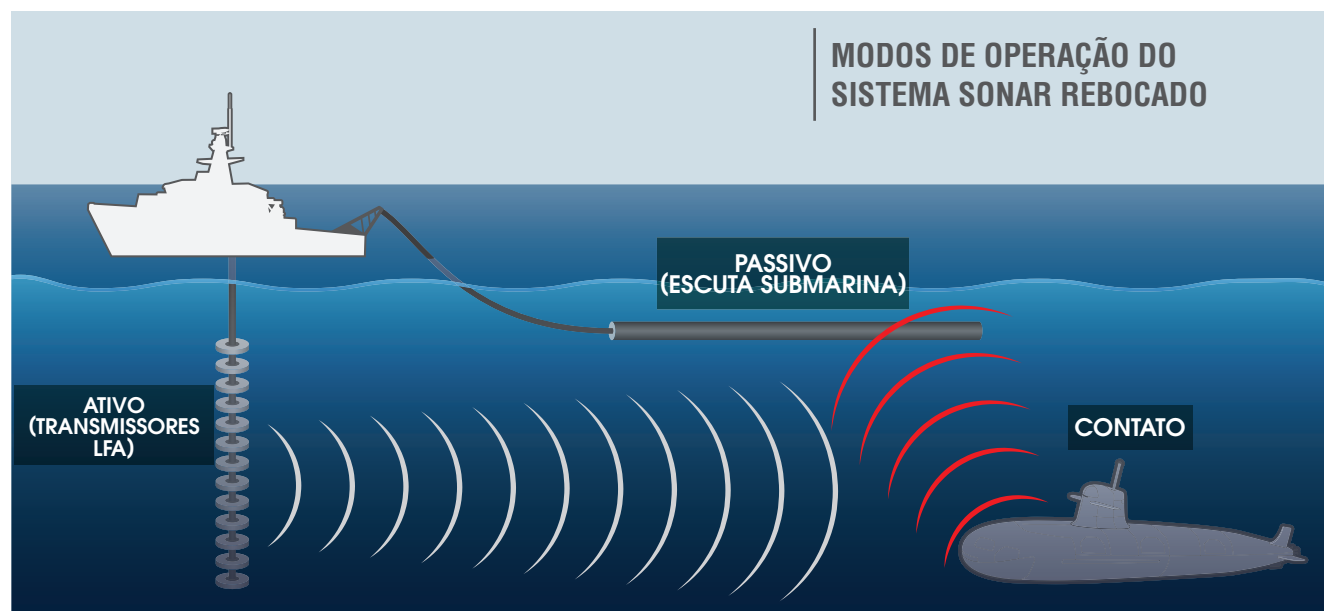 MODOS DE OPERAÇÃO DO
SISTEMA SONAR REBOCADO
PASSIVO
(ESCUTA SUBMARINA)
ATIVO
(TRANSMISSORES
LFA)
CONTATO